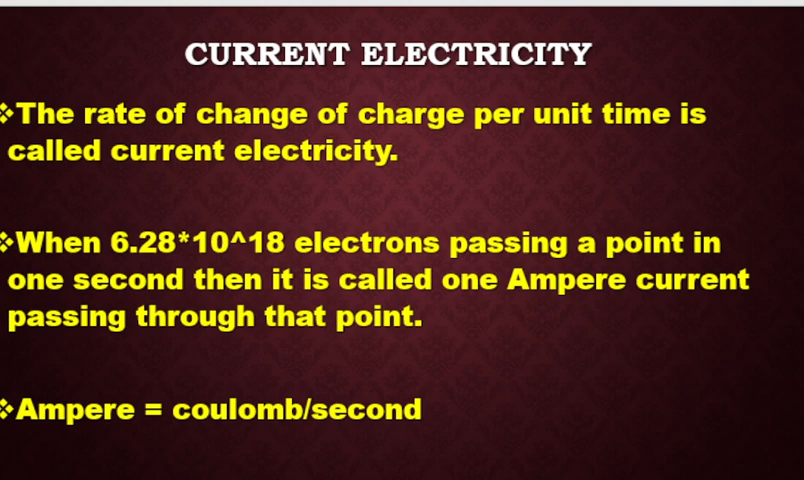 CURRENT ELECTRICITY
❖The rate of change of charge per unit time is
called current electricity.
❖When 6.28*10^18 electrons passing a point in
one second then it is called one Ampere current
passing through that point.
❖Ampere = coulomb/second